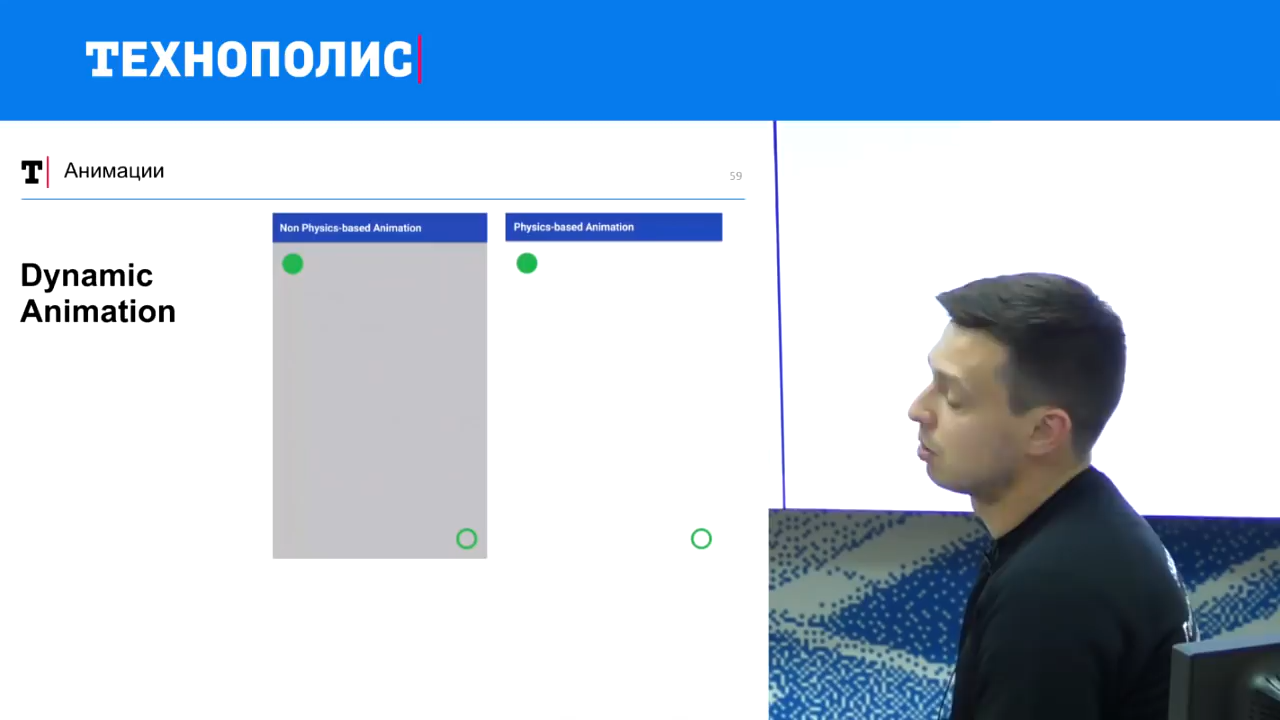 ТЕХНОПОЛИС
Т Анимации
59
Dynamic
Animation
Non Physics-based Animation
Physics-based Animation